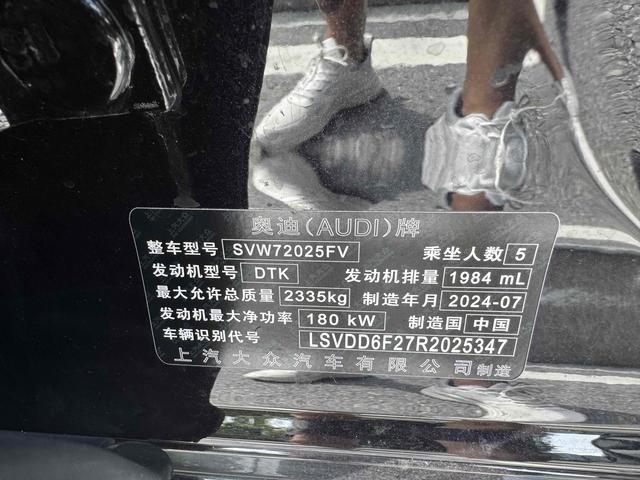 奥迪(AUDI)牌
整车型号 SVW72025FV 乘坐人数 5
发动机型号 DTK 发动机排量 1984 mL
最大允许总质量 2335kg 制造年月 2024-07
发动机最大净功率 180 kW 制造国 中国
车辆识别代号 LSVDD6F27R2025347
上汽大众汽车有限公司制造